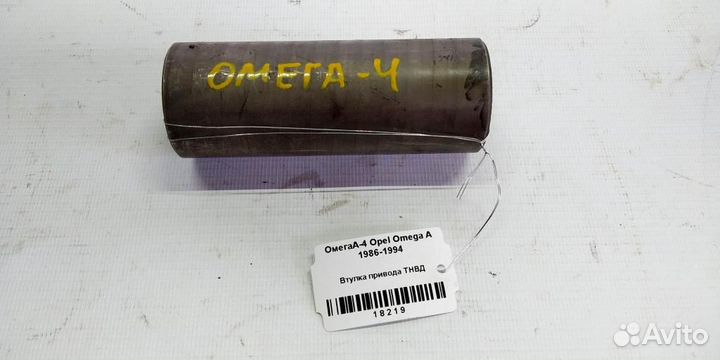 ОМЕГА-4
ОмегаА-4 Opel Omega A
1986-1994
Втулка привода ТНВД
18219
Avito